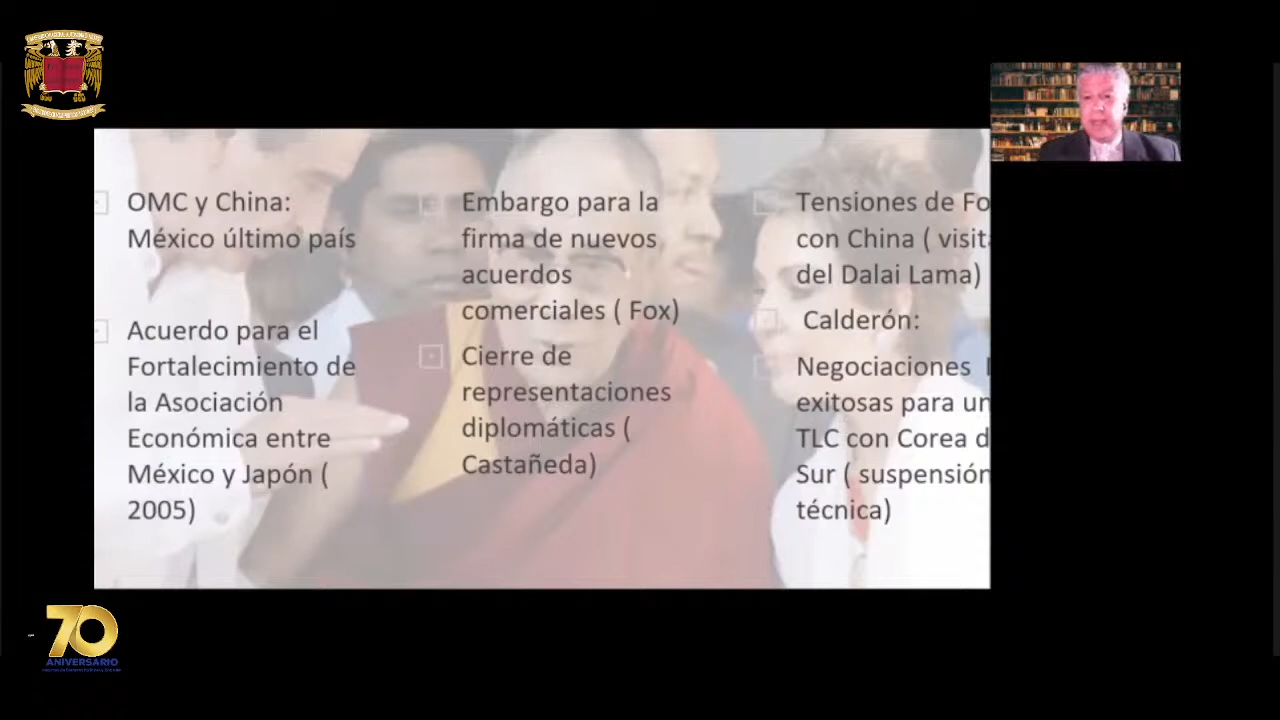 OMC y China:
México último país
Acuerdo para el
Fortalecimiento de
la Asociación
Económica entre
México y Japón (
2005)
Embargo para la
firma de nuevos
acuerdos
comerciales ( Fox)
Cierre de
representaciones
diplomáticas (
Castañeda)
Tensiones de Fo
con China ( visita
del Dalai Lama)
Calderón:
Negociaciones
exitosas para un
TLC con Corea d
Sur ( suspensión
técnica)
70
ANIVERSARIO